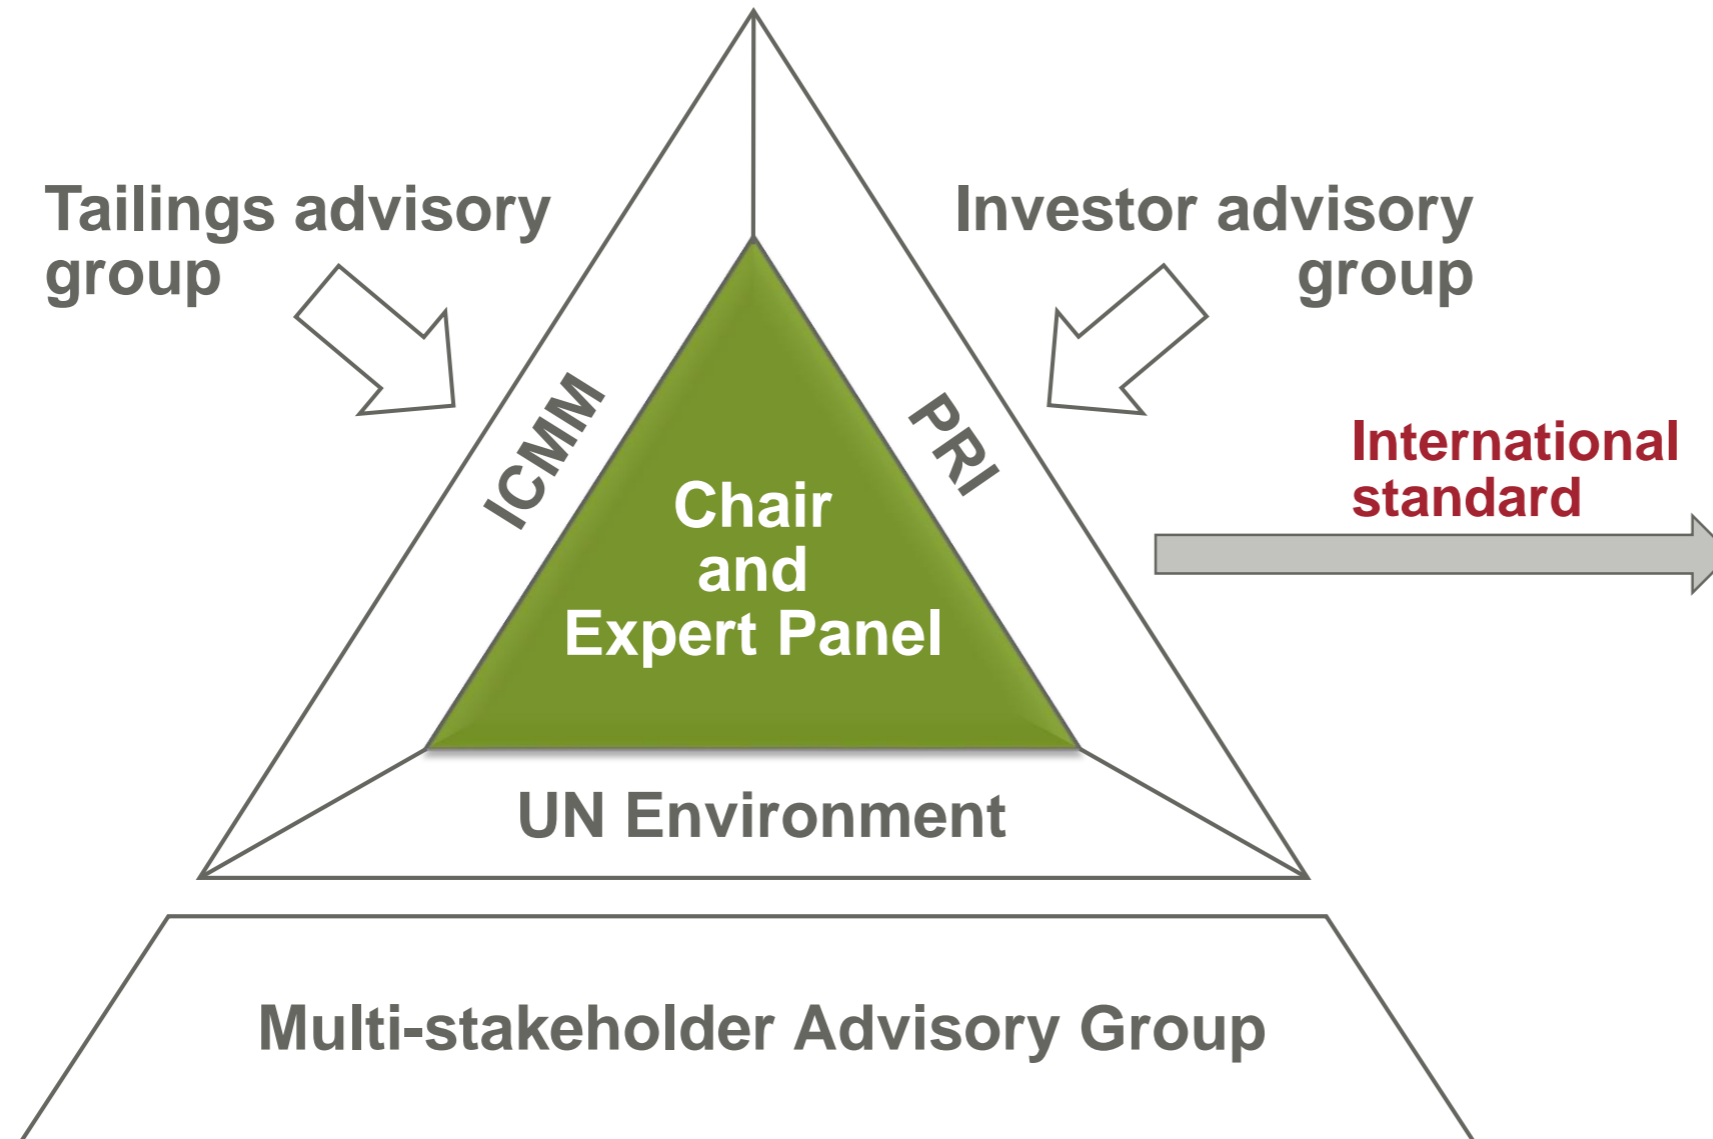 Tailings advisory
group
Investor advisory
group
ICMM
PRI
International
standard
Chair
and
Expert Panel
UN Environment
Multi-stakeholder Advisory Group